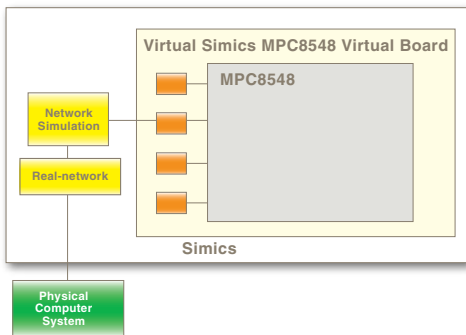 Virtual Simics MPC8548 Virtual Board
MPC8548
Network
Simulation
Real-network
Simics
Physical
Computer
System